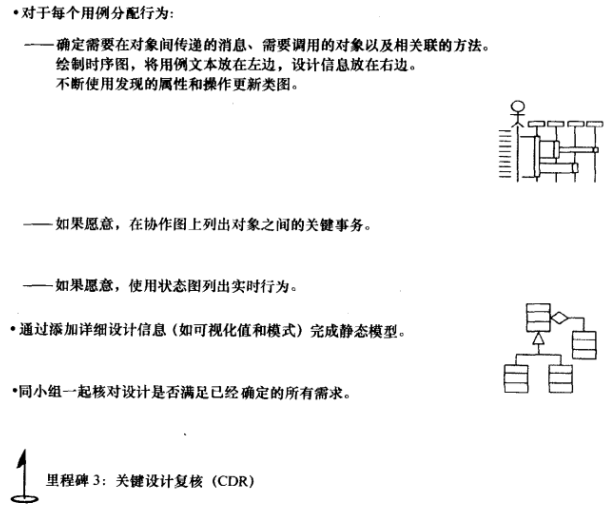 •对于每个用例分配行为:
——确定需要在对象间传递的消息、需要调用的对象以及相关联的方法。
绘制时序图，将用例文本放在左边，设计信息放在右边。
不断使用发现的属性和操作更新类图。
——如果愿意，在协作图上列出对象之间的关键事务。
——如果愿意，使用状态图列出实时行为。
•通过添加详细设计信息（如可视化值和模式）完成静态模型。
•同小组一起核对设计是否满足已经确定的所有需求。
里程碑 3：关键设计复核（CDR）